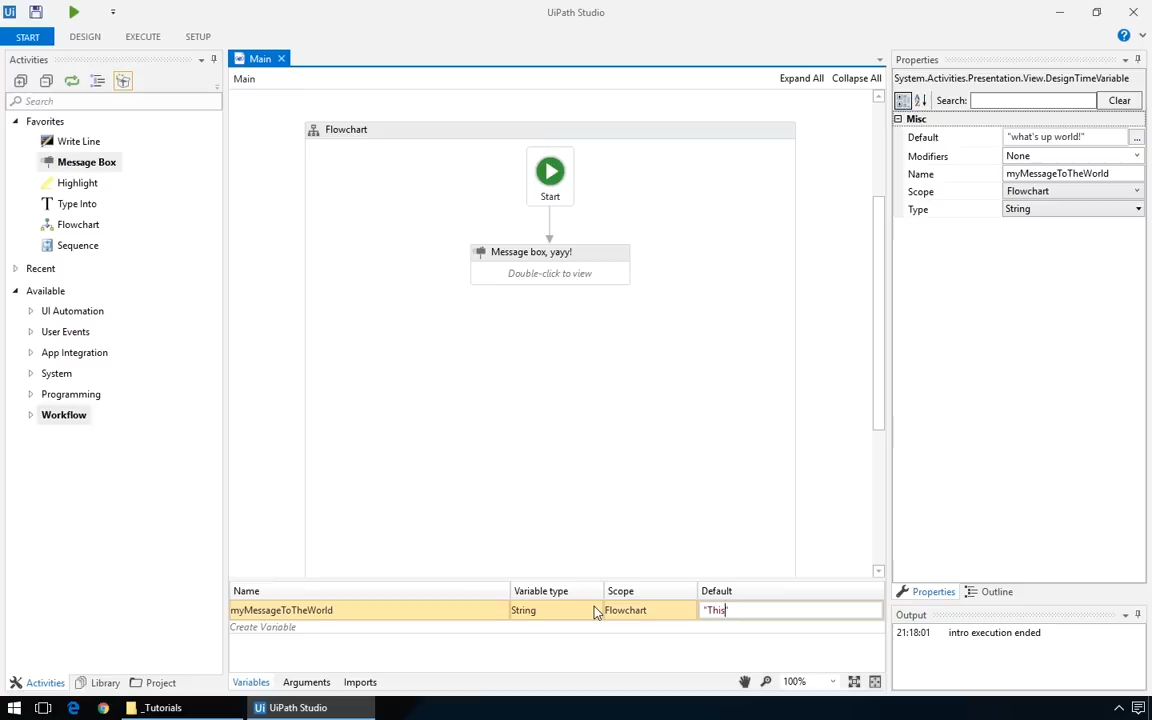 Ui
UiPath Studio
START
DESIGN
EXECUTE
SETUP
Activities
Search
Favorites
Write Line
Message Box
Highlight
Type Into
Flowchart
Sequence
Recent
Available
UI Automation
User Events
App Integration
System
Programming
Workflow
Activities
Library
Project
Main
Main
Expand All
Collapse All
Flowchart
Start
Message box, yayy!
Double-click to view
Name
Variable type
Scope
Default
myMessageToTheWorld
String
Flowchart
"This"
Create Variable
Variables
Arguments
Imports
100%
Properties
System.Activities.Presentation.View.DesignTimeVariable
Search:
Clear
Misc
Default
"what's up world!"
...
Modifiers
None
Name
myMessageToTheWorld
Scope
Flowchart
Type
String
Properties
Outline
Output
21:18:01 intro execution ended
_Tutorials
Ui
UiPath Studio